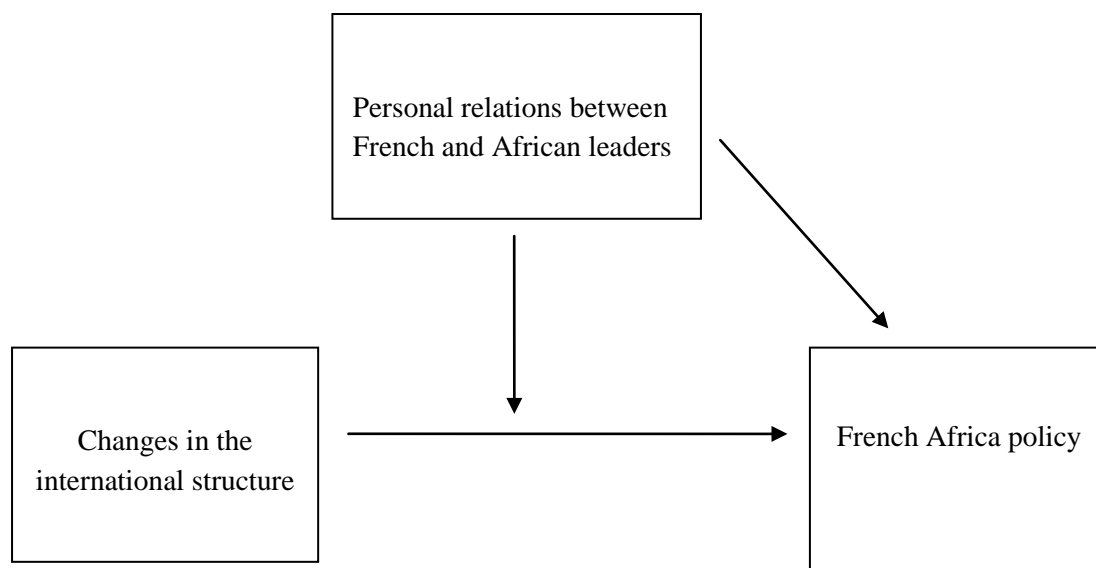 Personal relations between
French and African leaders
Changes in the
international structure
French Africa policy